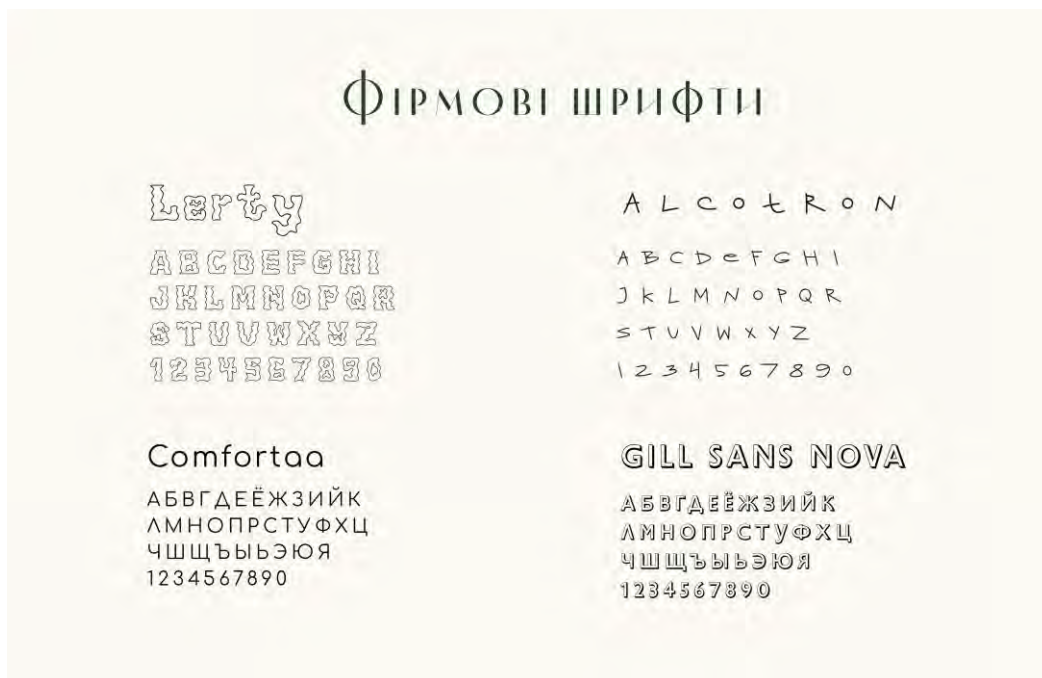 Фірмові шрифти
Lerty
ABCDEFGHI
JKLMNOPQR
STUVWXYZ
1234567890
ALCOtRON
ABCDeFGHI
JkLMNOPQR
STUVWXYZ
1234567890
Comfortaa
АБВГДЕЁЖЗИЙК
ЛМНОПРСТУФХЦ
ЧШЩЪЫЬЭЮЯ
1234567890
GILL SANS NOVA
АБВГДЕЁЖЗИЙК
ЛМНОПРСТУФХЦ
ЧШЩЪЫЬЭЮЯ
1234567890